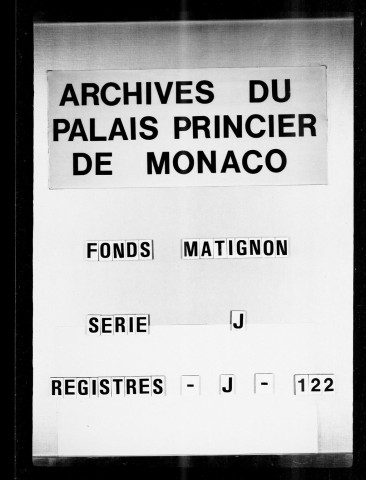 ARCHIVES DU
PALAIS PRINCIER
DE MONACO
FONDS MATIGNON
SERIE J
REGISTRES - J - 122